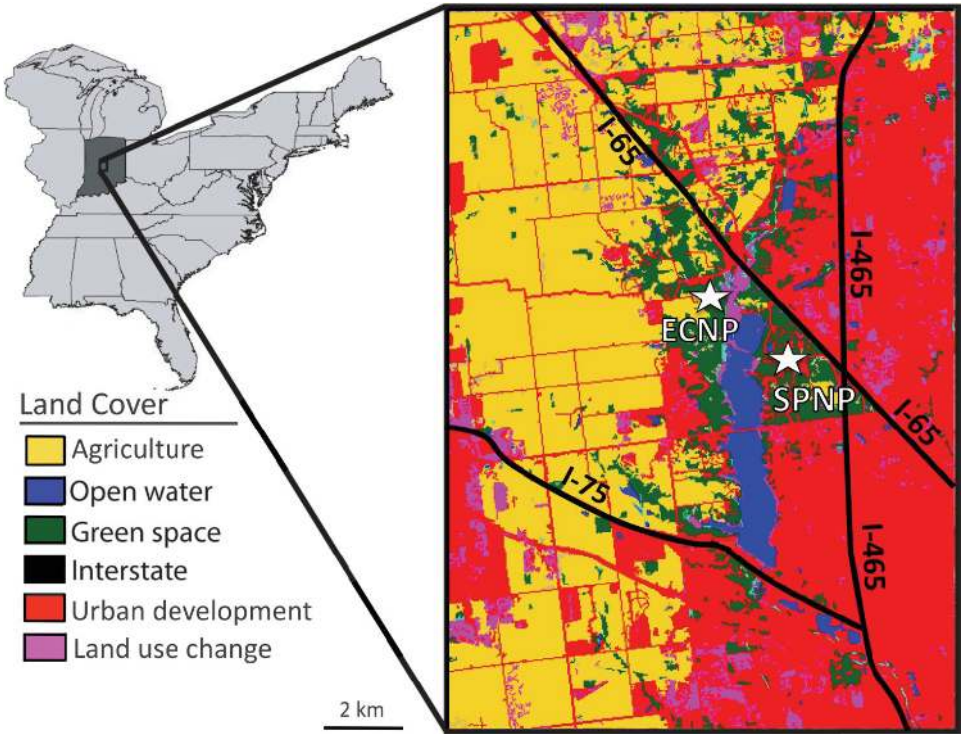 I-65
I-465
ECNP
SPNP
I-65
I-75
I-465
Land Cover
Agriculture
Open water
Green space
Interstate
Urban development
Land use change
2 km